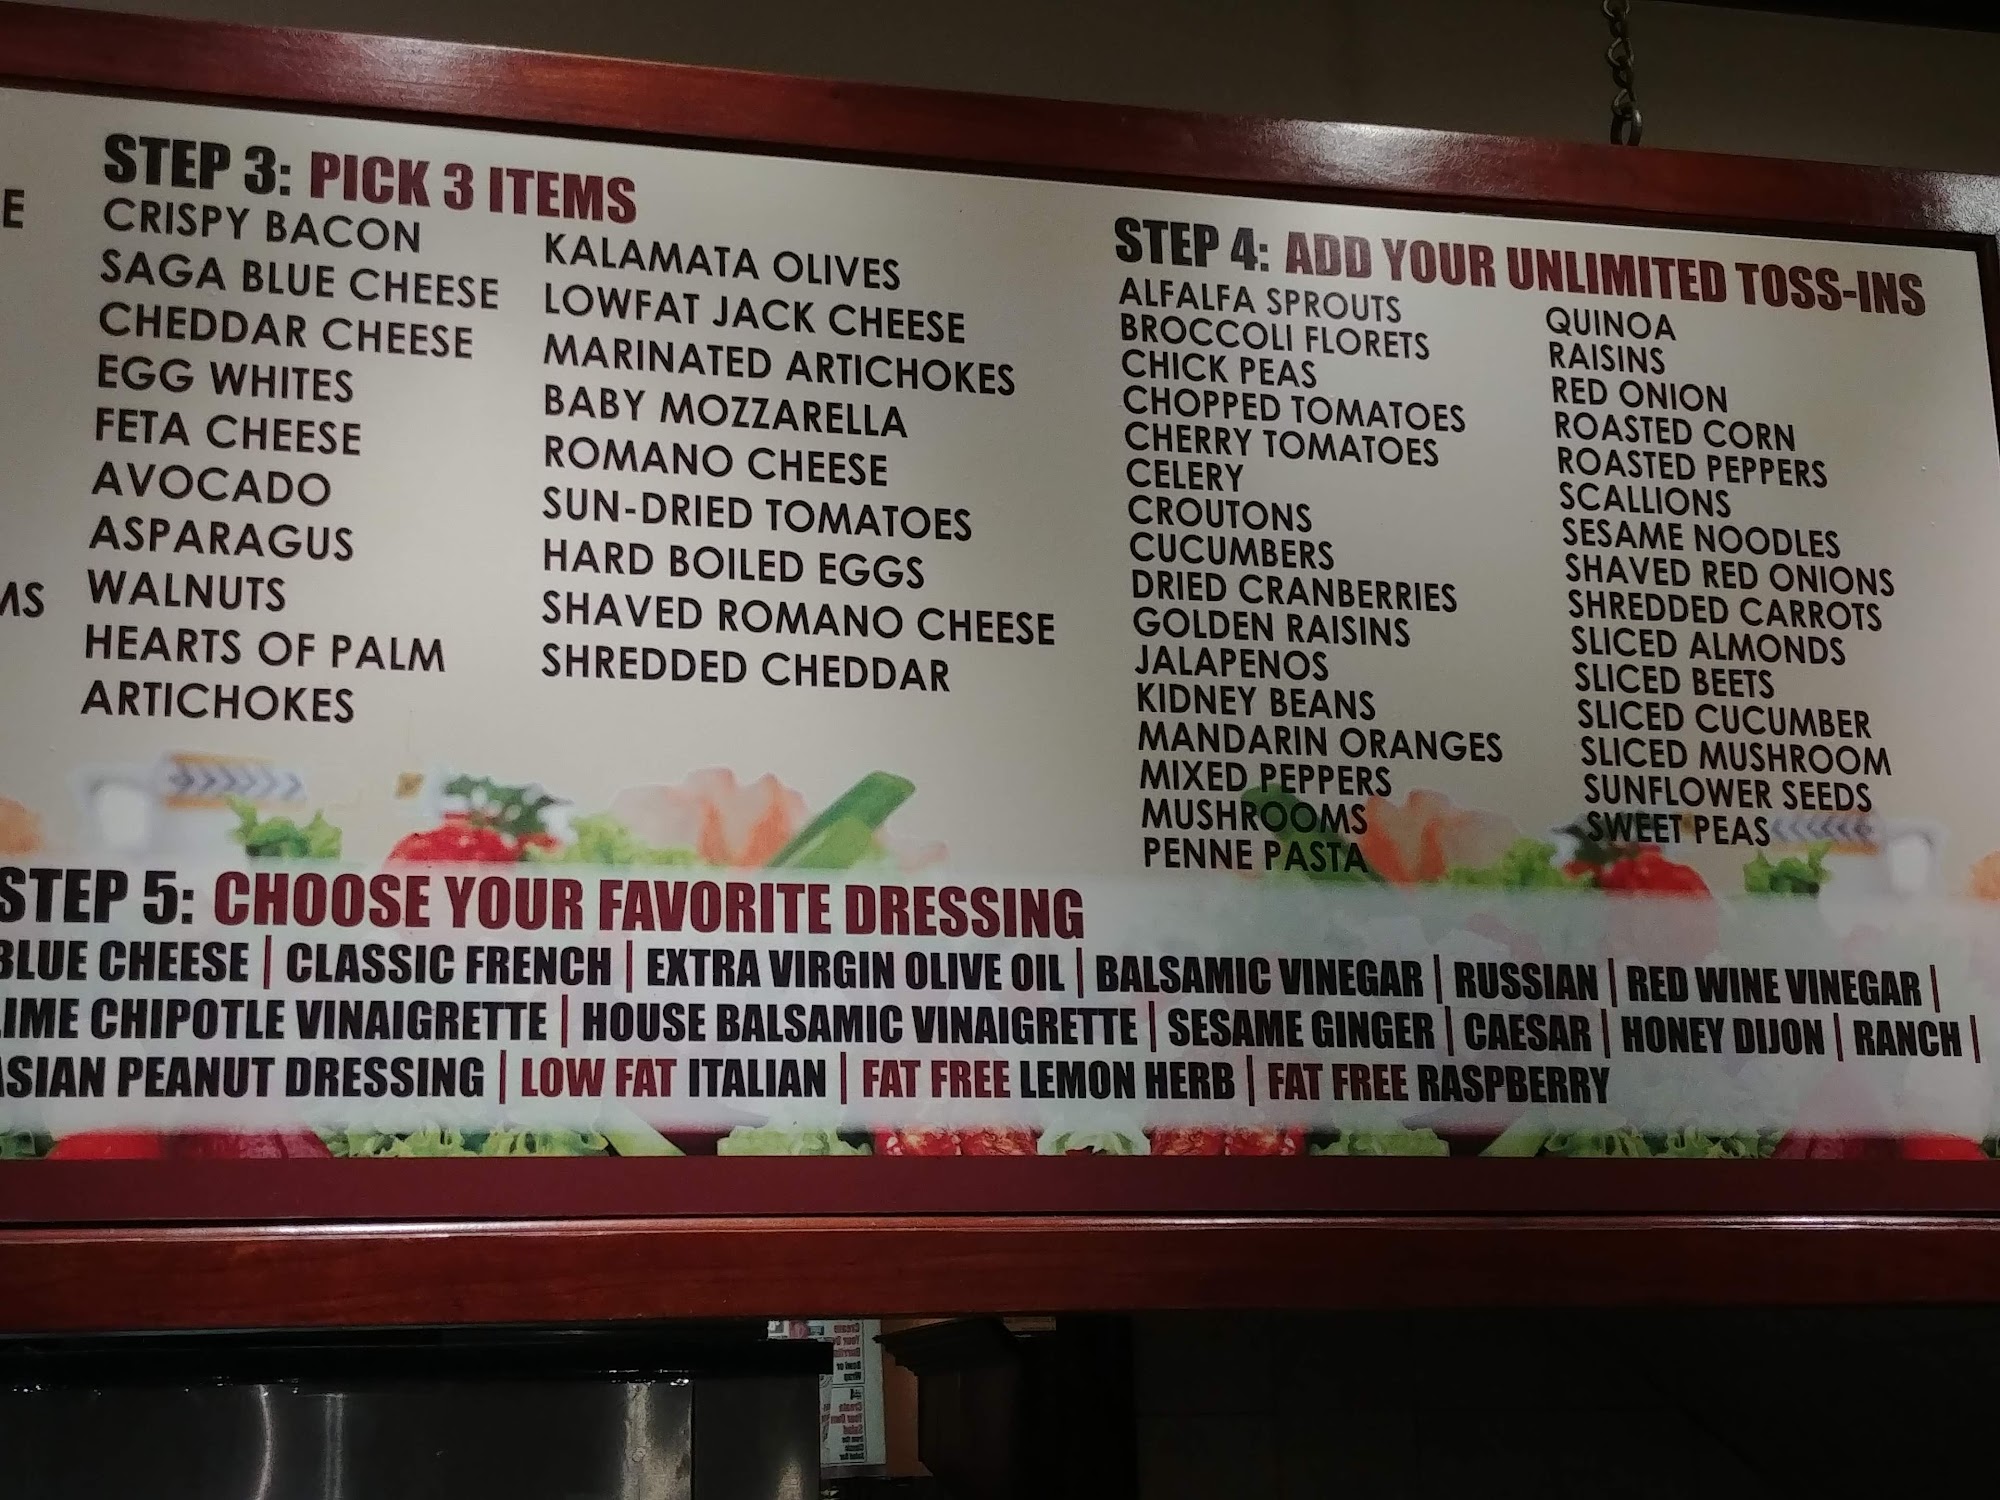 STEP 3: PICK 3 ITEMS
CRISPY BACON
SAGA BLUE CHEESE
CHEDDAR CHEESE
EGG WHITES
FETA CHEESE
AVOCADO
ASPARAGUS
WALNUTS
HEARTS OF PALM
ARTICHOKES
KALAMATA OLIVES
LOWFAT JACK CHEESE
MARINATED ARTICHOKES
BABY MOZZARELLA
ROMANO CHEESE
SUN-DRIED TOMATOES
HARD BOILED EGGS
SHAVED ROMANO CHEESE
SHREDDED CHEDDAR
STEP 4: ADD YOUR UNLIMITED TOSS-INS
ALFALFA SPROUTS
BROCCOLI FLORETS
CHICK PEAS
CHOPPED TOMATOES
CHERRY TOMATOES
CELERY
CROUTONS
CUCUMBERS
DRIED CRANBERRIES
GOLDEN RAISINS
JALAPENOS
KIDNEY BEANS
MANDARIN ORANGES
MIXED PEPPERS
MUSHROOMS
PENNE PASTA
QUINOA
RAISINS
RED ONION
ROASTED CORN
ROASTED PEPPERS
SCALLIONS
SESAME NOODLES
SHAVED RED ONIONS
SHREDDED CARROTS
SLICED ALMONDS
SLICED BEETS
SLICED CUCUMBER
SLICED MUSHROOM
SUNFLOWER SEEDS
SWEET PEAS
STEP 5: CHOOSE YOUR FAVORITE DRESSING
BLUE CHEESE | CLASSIC FRENCH | EXTRA VIRGIN OLIVE OIL | BALSAMIC VINEGAR | RUSSIAN | RED WINE VINEGAR |
LIME CHIPOTLE VINAIGRETTE | HOUSE BALSAMIC VINAIGRETTE | SESAME GINGER | CAESAR | HONEY DIJON | RANCH |
ASIAN PEANUT DRESSING | LOW FAT ITALIAN | FAT FREE LEMON HERB | FAT FREE RASPBERRY